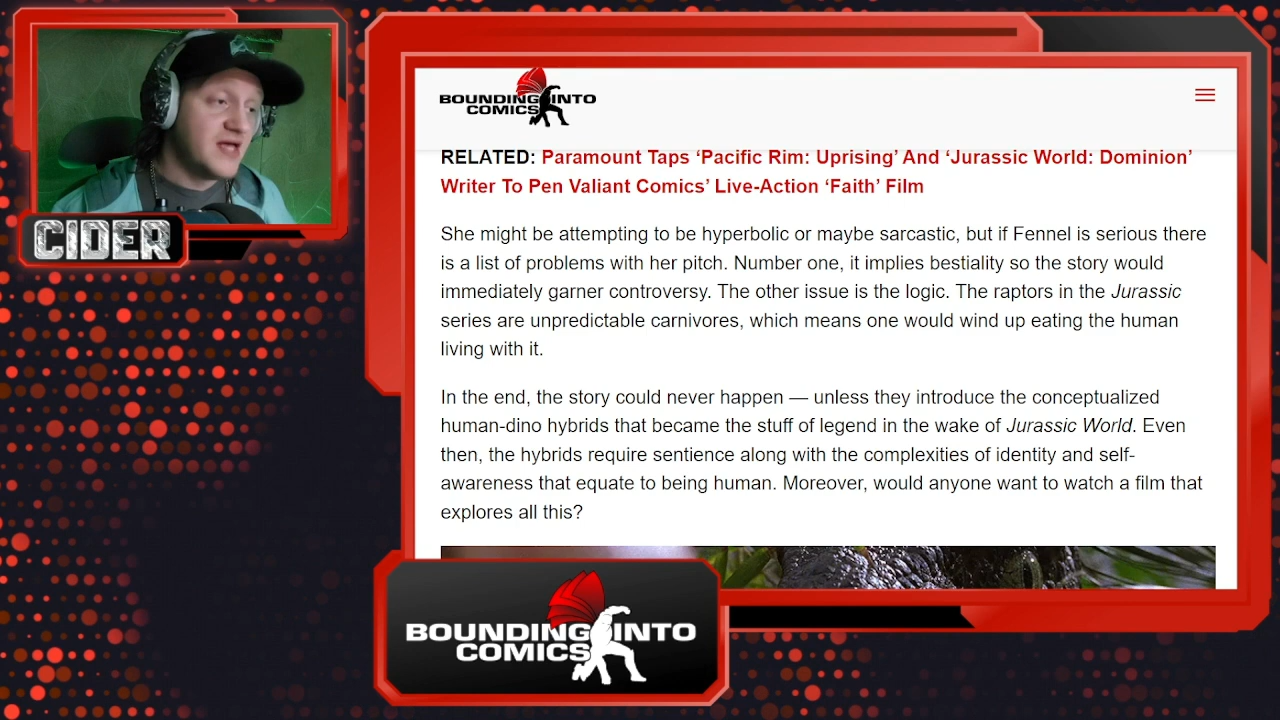 CIDER
BOUNDING INTO
COMICS
RELATED: Paramount Taps ‘Pacific Rim: Uprising’ And ‘Jurassic World: Dominion’
Writer To Pen Valiant Comics’ Live-Action ‘Faith’ Film
She might be attempting to be hyperbolic or maybe sarcastic, but if Fennel is serious there
is a list of problems with her pitch. Number one, it implies bestiality so the story would
immediately garner controversy. The other issue is the logic. The raptors in the Jurassic
series are unpredictable carnivores, which means one would wind up eating the human
living with it.
In the end, the story could never happen — unless they introduce the conceptualized
human-dino hybrids that became the stuff of legend in the wake of Jurassic World. Even
then, the hybrids require sentience along with the complexities of identity and self-
awareness that equate to being human. Moreover, would anyone want to watch a film that
explores all this?
BOUNDING INTO
COMICS